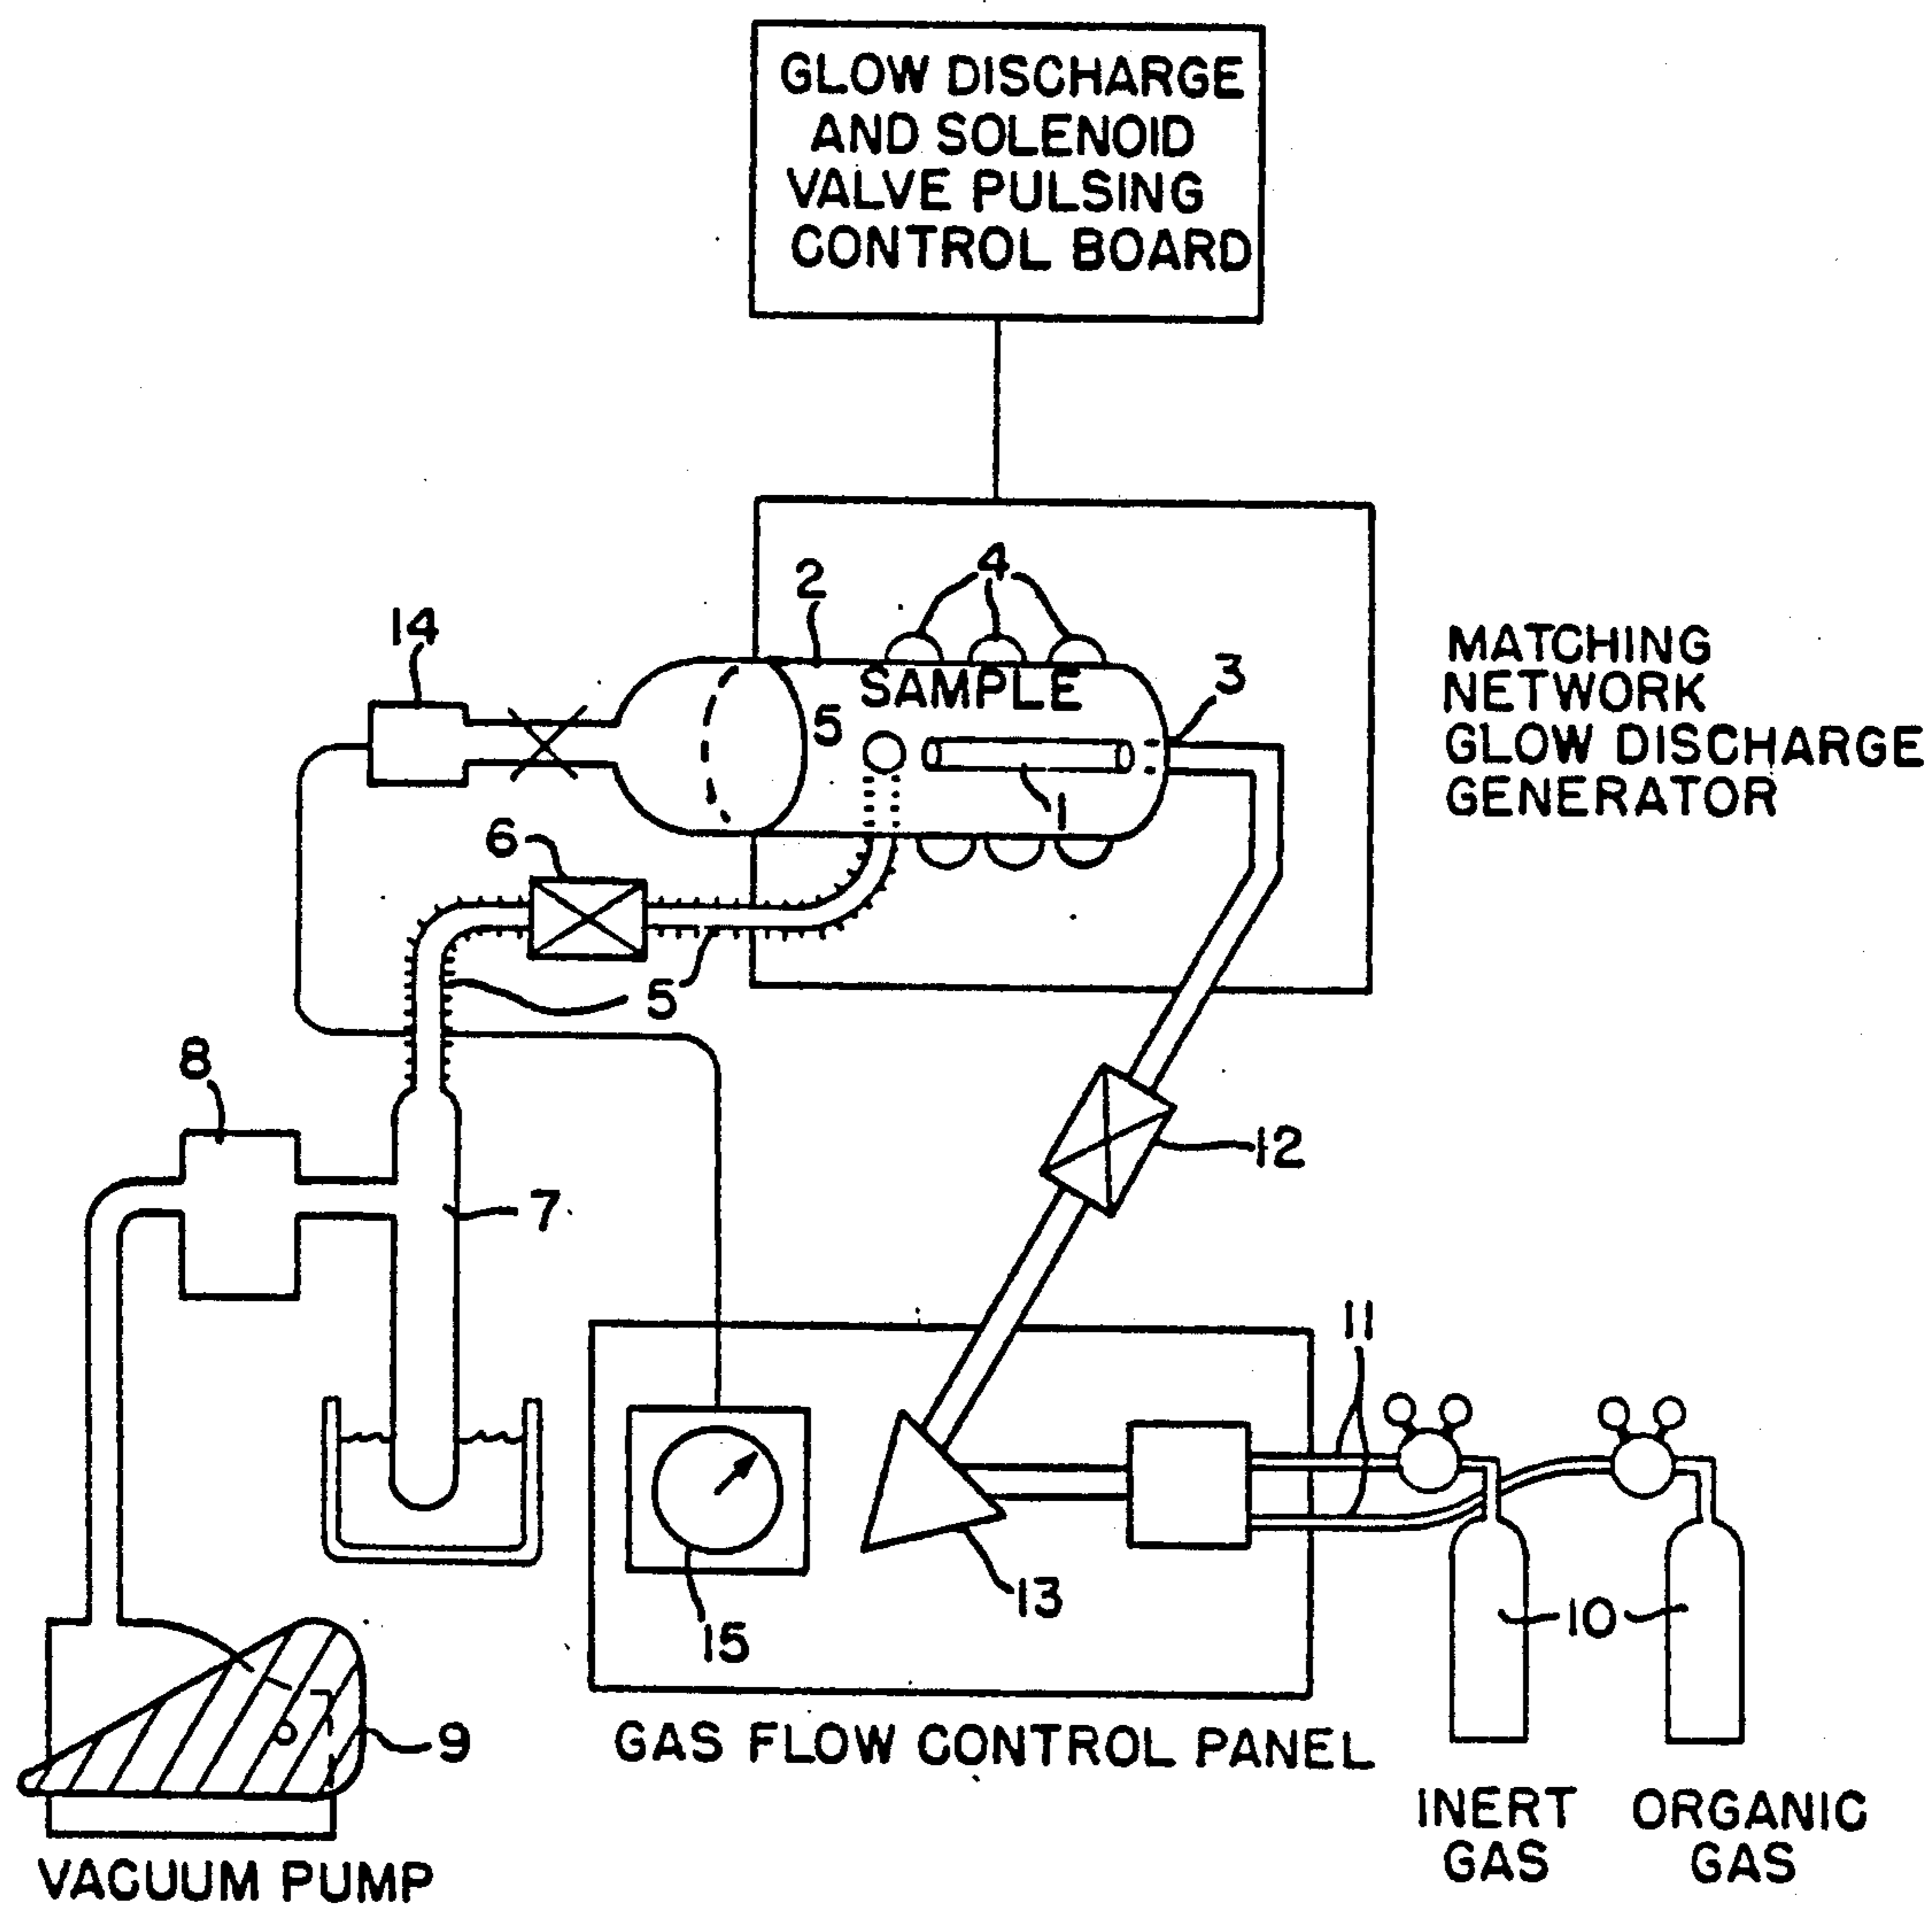 GLOW DISCHARGE
AND SOLENOID
VALVE PULSING
CONTROL BOARD
4
2
14
3
SAMPLE
5
MATCHING
NETWORK
GLOW DISCHARGE
GENERATOR
1
6
5
8
12
7
11
13
10
15
9
GAS FLOW CONTROL PANEL
INERT
GAS
ORGANIC
GAS
VACUUM PUMP